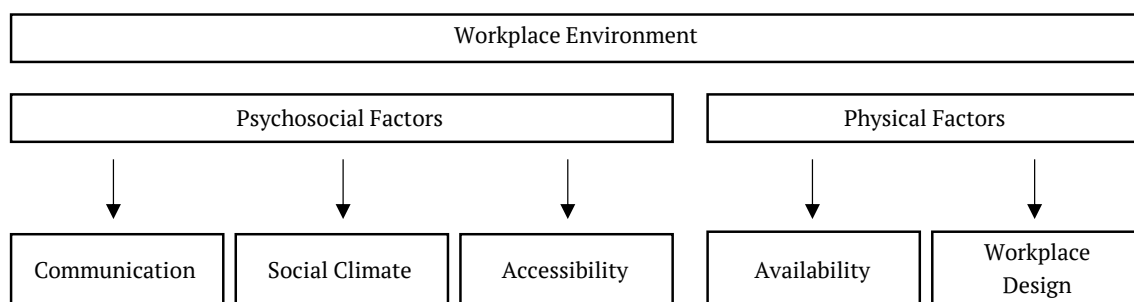 Workplace Environment
Psychosocial Factors
Physical Factors
Communication
Social Climate
Accessibility
Availability
Workplace
Design